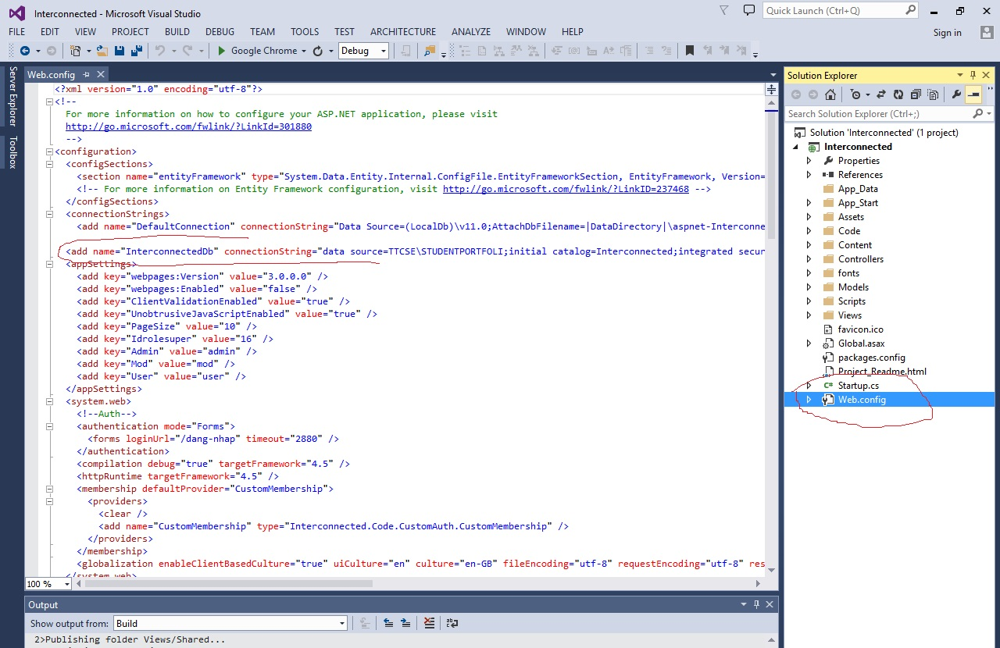 Interconnected - Microsoft Visual Studio
Quick Launch (Ctrl+Q)
FILE EDIT VIEW PROJECT BUILD DEBUG TEAM TOOLS TEST ARCHITECTURE ANALYZE WINDOW HELP
Sign in
Google Chrome
Debug
Server Explorer
Toolbox
Web.config
<?xml version="1.0" encoding="utf-8"?>
<!--
For more information on how to configure your ASP.NET application, please visit
http://go.microsoft.com/fwlink/?LinkId=301880
-->
<configuration>
<configSections>
<section name="entityFramework" type="System.Data.Entity.Internal.ConfigFile.EntityFrameworkSection, EntityFramework, Version=
<!-- For more information on Entity Framework configuration, visit http://go.microsoft.com/fwlink/?LinkID=237468 -->
</configSections>
<connectionStrings>
<add name="DefaultConnection" connectionString="Data Source=(LocalDb)\v11.0;AttachDbFilename=|DataDirectory|\aspnet-Interconne
<add name="InterconnectedDb" connectionString="data source=TTCSE\STUDENTPORTFOLI;initial catalog=Interconnected;integrated secur
<appSettings>
<add key="webpages:Version" value="3.0.0.0" />
<add key="webpages:Enabled" value="false" />
<add key="ClientValidationEnabled" value="true" />
<add key="UnobtrusiveJavaScriptEnabled" value="true" />
<add key="PageSize" value="10" />
<add key="Idrolesuper" value="16" />
<add key="Admin" value="admin" />
<add key="Mod" value="mod" />
<add key="User" value="user" />
</appSettings>
<system.web>
<!--Auth-->
<authentication mode="Forms">
<forms loginUrl="/dang-nhap" timeout="2880" />
</authentication>
<compilation debug="true" targetFramework="4.5" />
<httpRuntime targetFramework="4.5" />
<membership defaultProvider="CustomMembership">
<providers>
<clear />
<add name="CustomMembership" type="Interconnected.Code.CustomAuth.CustomMembership" />
</providers>
</membership>
<globalization enableClientBasedCulture="true" uiCulture="en" culture="en-GB" fileEncoding="utf-8" requestEncoding="utf-8" res
</system.web>
100 %
Output
Show output from: Build
2>Publishing folder Views/Shared...
Solution Explorer
Search Solution Explorer (Ctrl+;)
Solution 'Interconnected' (1 project)
Interconnected
Properties
References
App_Data
App_Start
Assets
Code
Content
Controllers
fonts
Models
Scripts
Views
favicon.ico
Global.asax
packages.config
Project_Readme.html
C# Startup.cs
Web.config